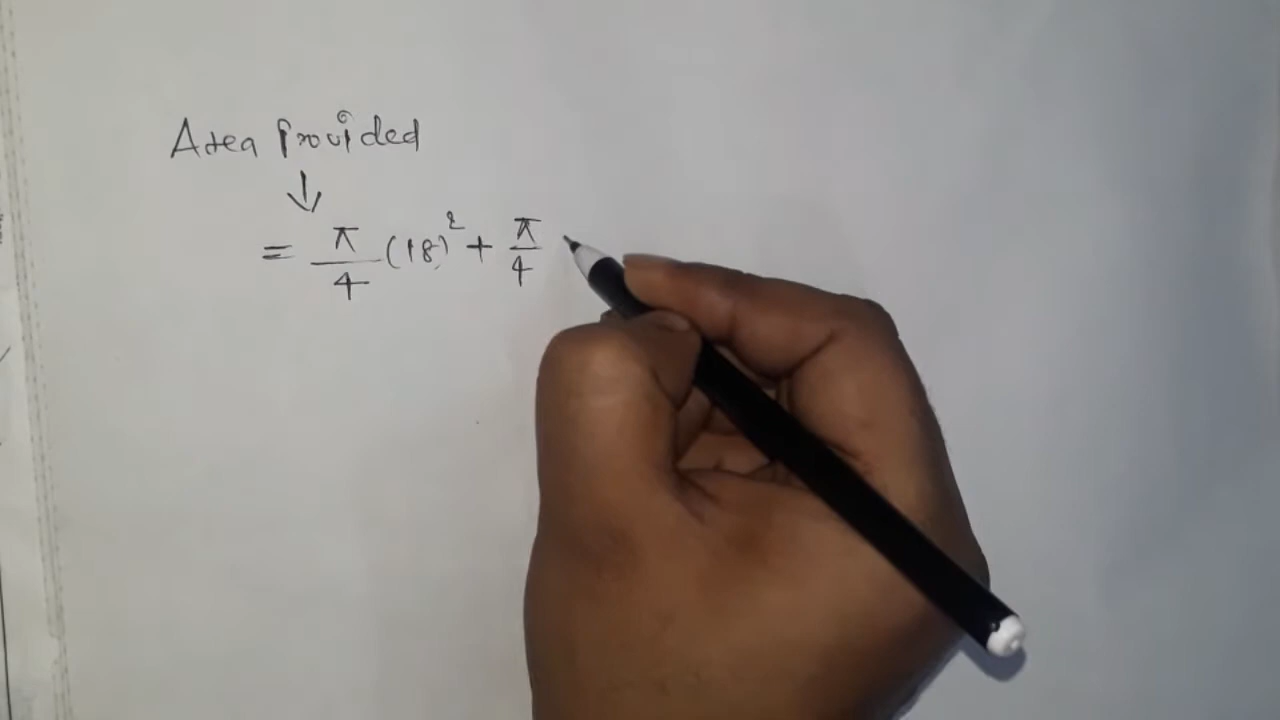 Area Provided
↓
= π/4 (18)² + π/4